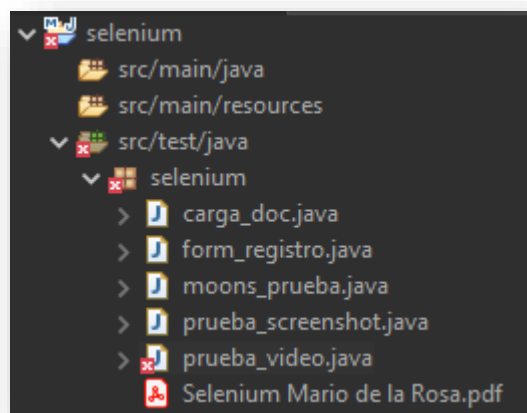 selenium
src/main/java
src/main/resources
src/test/java
selenium
carga_doc.java
form_registro.java
moons_prueba.java
prueba_screenshot.java
prueba_video.java
Selenium Mario de la Rosa.pdf